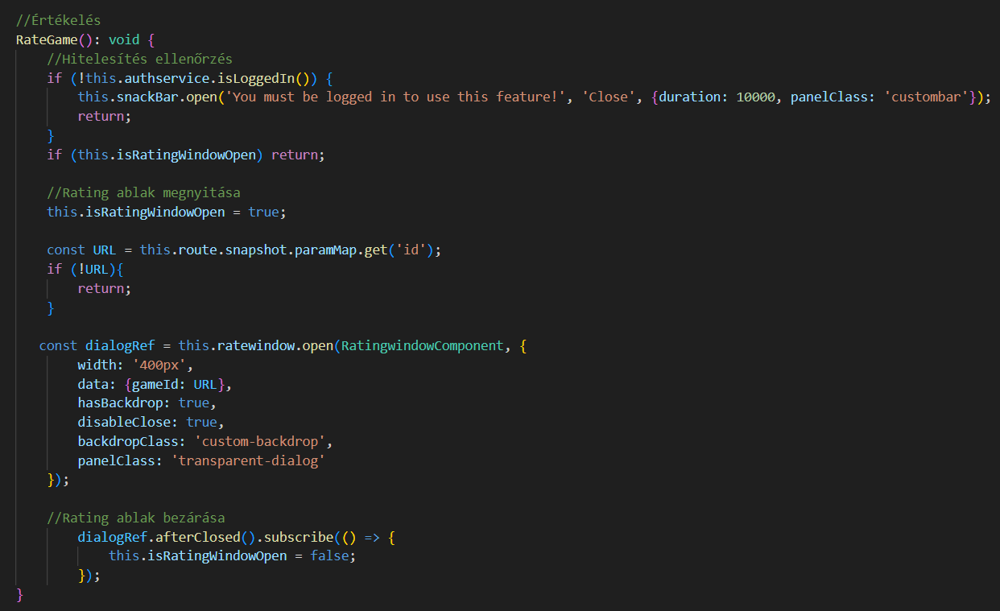 //Értékelés
RateGame(): void {
//Hitelesítés ellenőrzés
if (!this.authservice.isLoggedIn()) {
this.snackBar.open('You must be logged in to use this feature!', 'Close', {duration: 10000, panelClass: 'custombar'});
return;
}
if (this.isRatingWindowOpen) return;
//Rating ablak megnyitása
this.isRatingWindowOpen = true;
const URL = this.route.snapshot.paramMap.get('id');
if (!URL){
return;
}
const dialogRef = this.ratewindow.open(RatingwindowComponent, {
width: '400px',
data: {gameId: URL},
hasBackdrop: true,
disableClose: true,
backdropClass: 'custom-backdrop',
panelClass: 'transparent-dialog'
});
//Rating ablak bezárása
dialogRef.afterClosed().subscribe(() => {
this.isRatingWindowOpen = false;
});
}